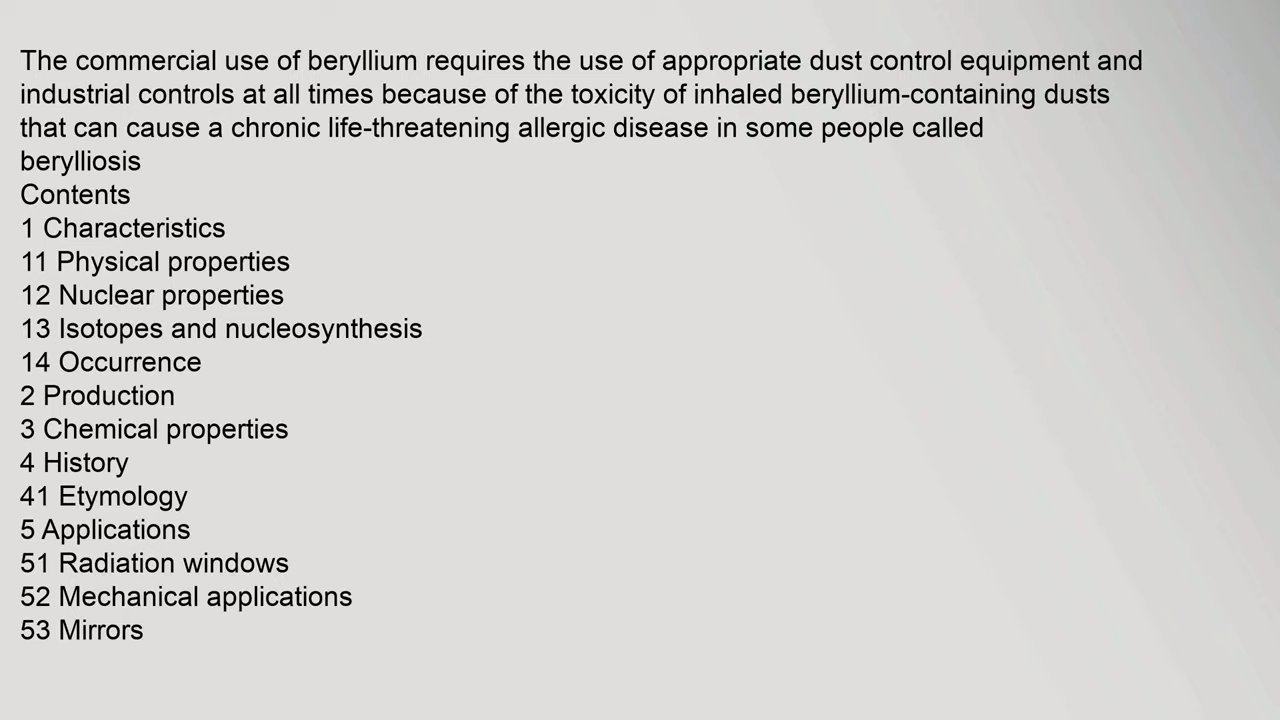 The commercial use of beryllium requires the use of appropriate dust control equipment and
industrial controls at all times because of the toxicity of inhaled beryllium-containing dusts
that can cause a chronic life-threatening allergic disease in some people called
berylliosis
Contents
1 Characteristics
11 Physical properties
12 Nuclear properties
13 Isotopes and nucleosynthesis
14 Occurrence
2 Production
3 Chemical properties
4 History
41 Etymology
5 Applications
51 Radiation windows
52 Mechanical applications
53 Mirrors